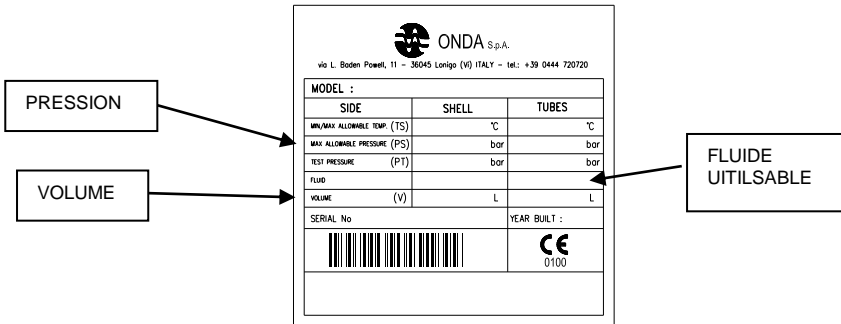 ONDA S.p.A.
via L. Baden Powell, 11 – 36045 Lonigo (Vi) ITALY – tel.: +39 0444 720720
MODEL :
SIDE SHELL TUBES
MIN/MAX ALLOWABLE TEMP. (TS) °C °C
MAX ALLOWABLE PRESSURE (PS) bar bar
TEST PRESSURE (PT) bar bar
FLUID
VOLUME (V) L L
SERIAL No YEAR BUILT :
CE
0100
PRESSION
VOLUME
FLUIDE
UITILSABLE